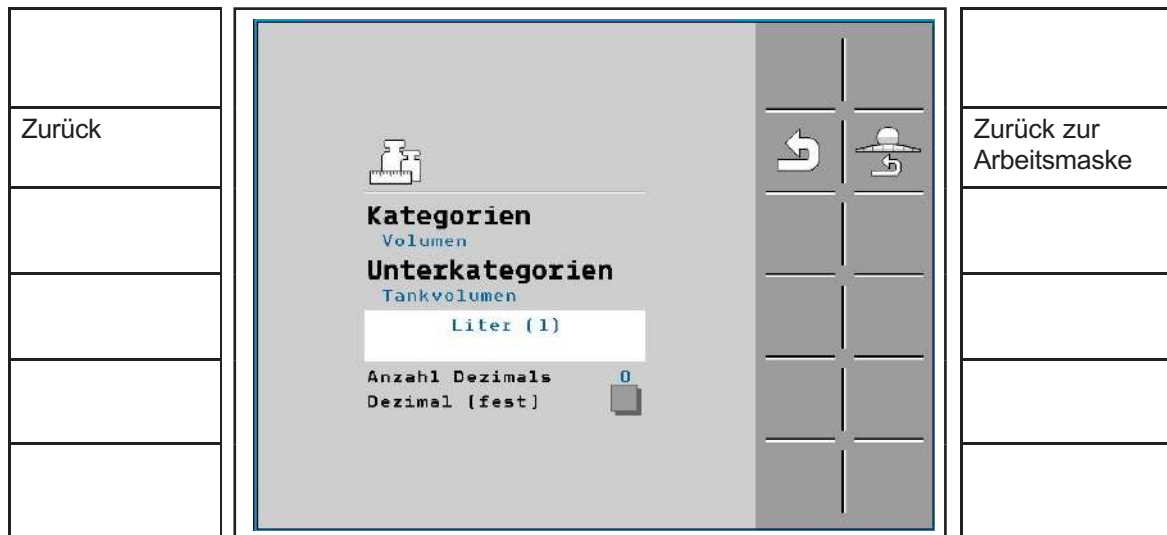 Zurück
Kategorien
Volumen
Unterkategorien
Tankvolumen
Liter (l)
Anzahl Dezimals 0
Dezimal [fest]
Zurück zur
Arbeitsmaske